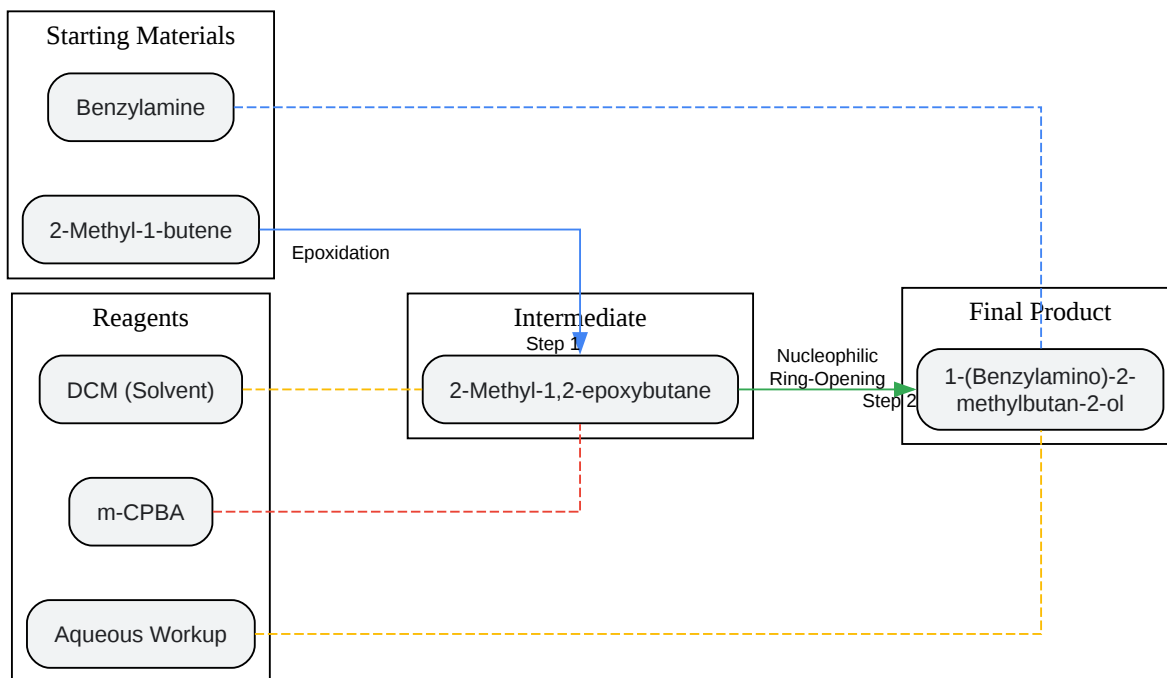 Starting Materials
Benzylamine
2-Methyl-1-butene
Epoxidation
Reagents
DCM (Solvent)
m-CPBA
Aqueous Workup
Intermediate
Step 1
2-Methyl-1,2-epoxybutane
Nucleophilic
Ring-Opening
Step 2
Final Product
1-(Benzylamino)-2-
methylbutan-2-ol